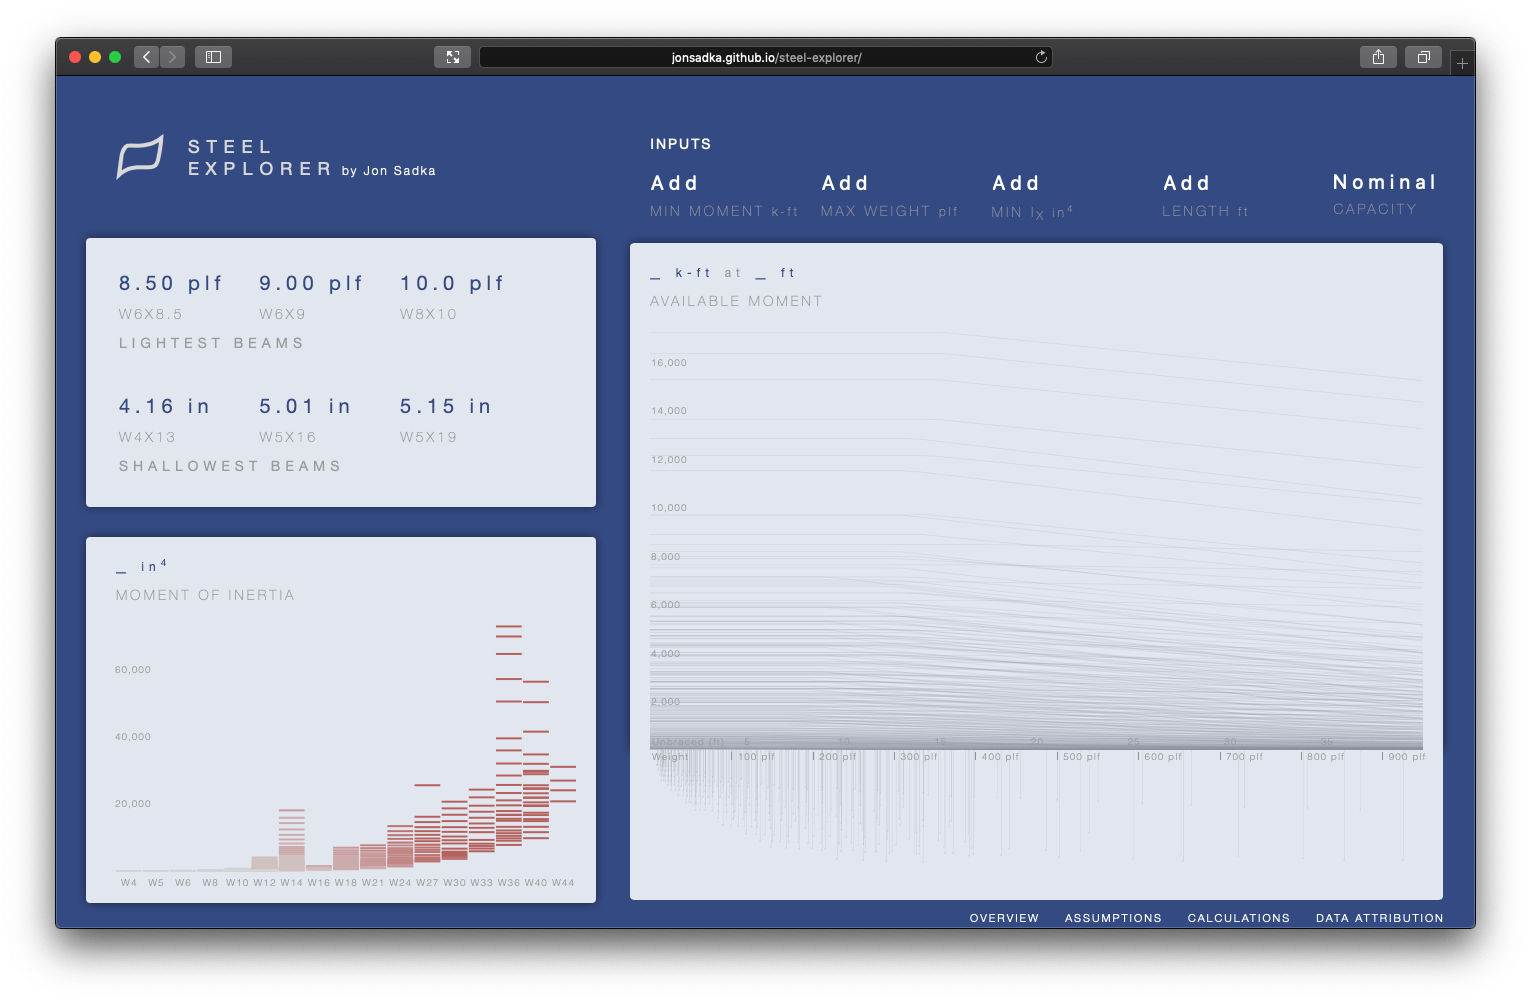 jonsadka.github.io/steel-explorer/
STEEL
EXPLORER by Jon Sadka
INPUTS
Add Add Add Add Nominal
MIN MOMENT k-ft MAX WEIGHT plf MIN Ix in⁴ LENGTH ft CAPACITY
8.50 plf 9.00 plf 10.0 plf
W6X8.5 W6X9 W8X10
LIGHTEST BEAMS
4.16 in 5.01 in 5.15 in
W4X13 W5X16 W5X19
SHALLOWEST BEAMS
_ in⁴
MOMENT OF INERTIA
60,000
40,000
20,000
W4 W5 W6 W8 W10 W12 W14 W16 W18 W21 W24 W27 W30 W33 W36 W40 W44
_ k-ft at _ ft
AVAILABLE MOMENT
16,000
14,000
12,000
10,000
8,000
6,000
4,000
2,000
Unbraced (ft) 5 10 15 20 25 30 35
Weight 100 plf 200 plf 300 plf 400 plf 500 plf 600 plf 700 plf 800 plf 900 plf
OVERVIEW ASSUMPTIONS CALCULATIONS DATA ATTRIBUTION